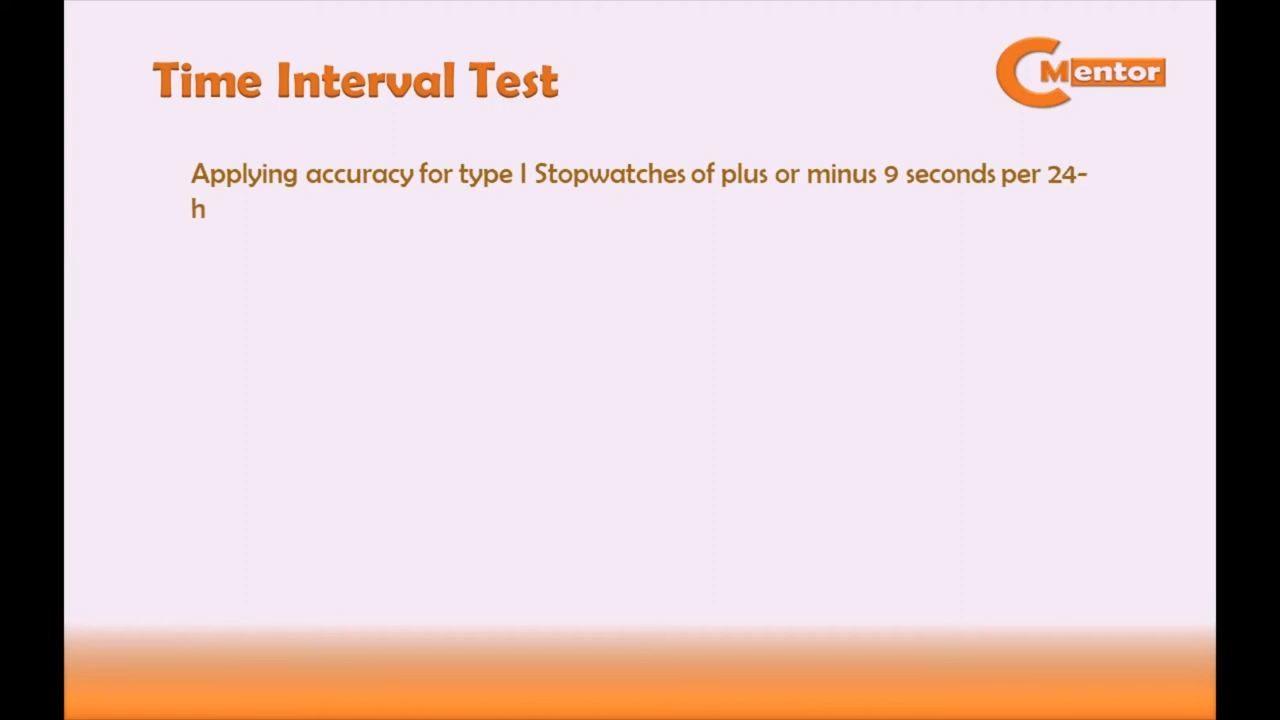 Time Interval Test
CMentor
Applying accuracy for type I Stopwatches of plus or minus 9 seconds per 24-
h